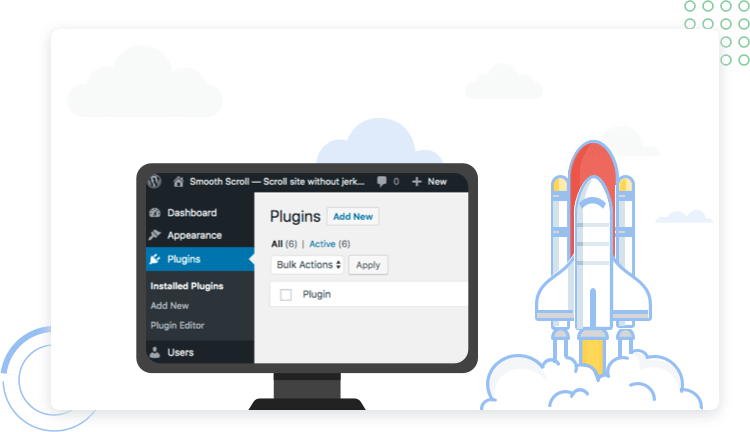 Smooth Scroll — Scroll site without jerk... 0 New
Dashboard
Appearance
Plugins
Installed Plugins
Add New
Plugin Editor
Users
Plugins Add New
All (6) | Active (6)
Bulk Actions Apply
Plugin